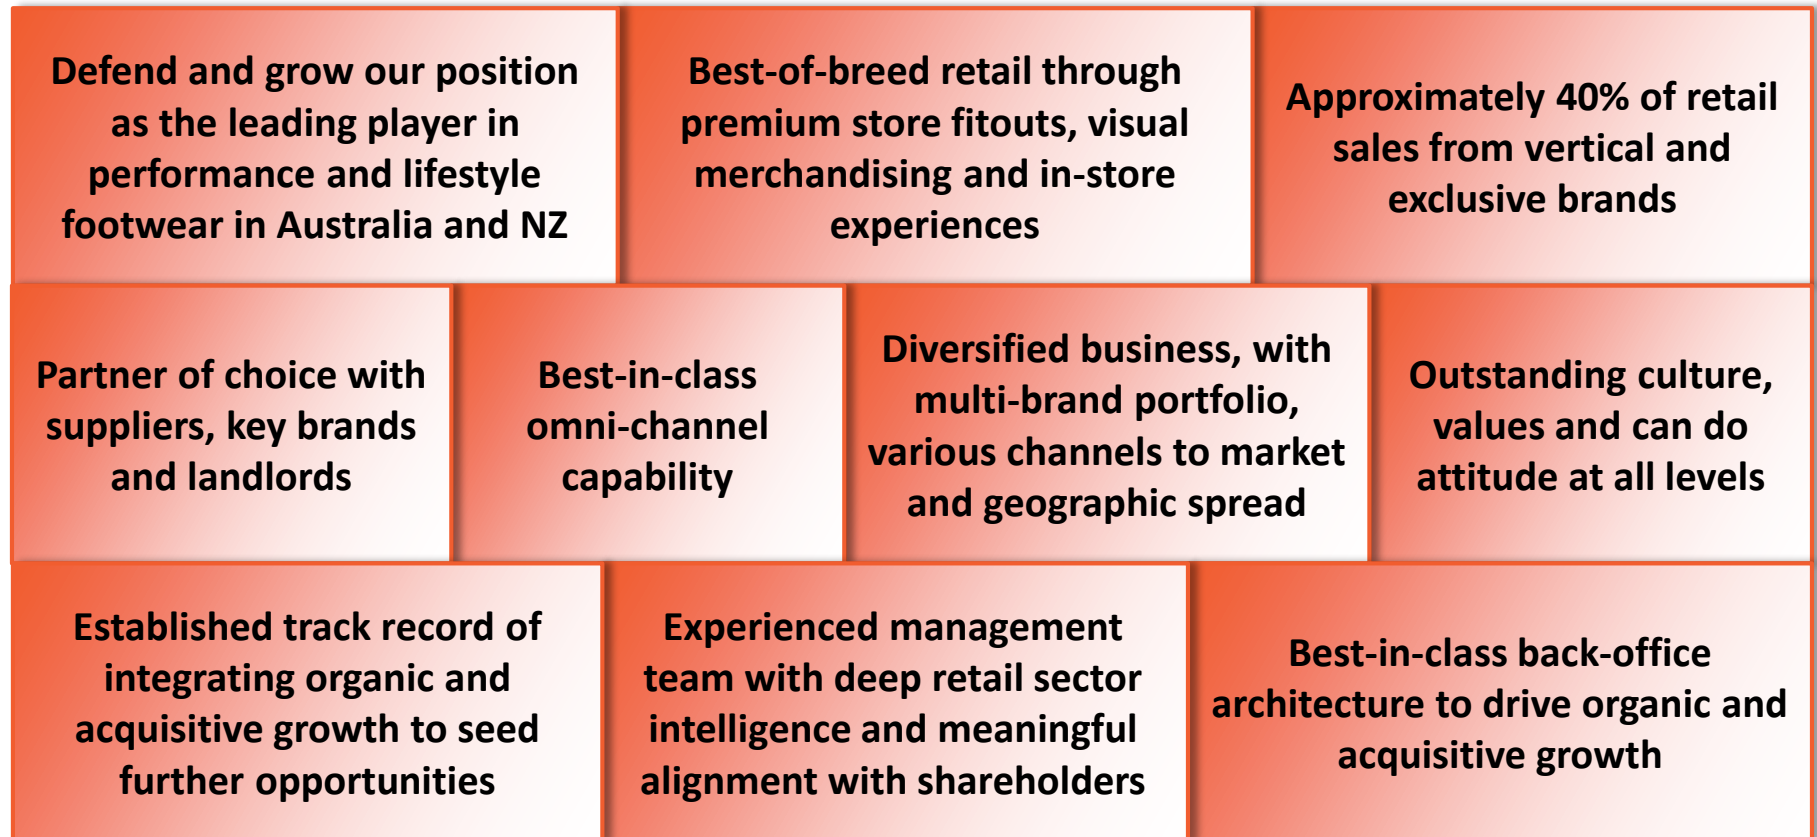 Defend and grow our position
as the leading player in
performance and lifestyle
footwear in Australia and NZ
Best-of-breed retail through
premium store fitouts, visual
merchandising and in-store
experiences
Approximately 40% of retail
sales from vertical and
exclusive brands
Partner of choice with
suppliers, key brands
and landlords
Best-in-class
omni-channel
capability
Diversified business, with
multi-brand portfolio,
various channels to market
and geographic spread
Outstanding culture,
values and can do
attitude at all levels
Established track record of
integrating organic and
acquisitive growth to seed
further opportunities
Experienced management
team with deep retail sector
intelligence and meaningful
alignment with shareholders
Best-in-class back-office
architecture to drive organic and
acquisitive growth